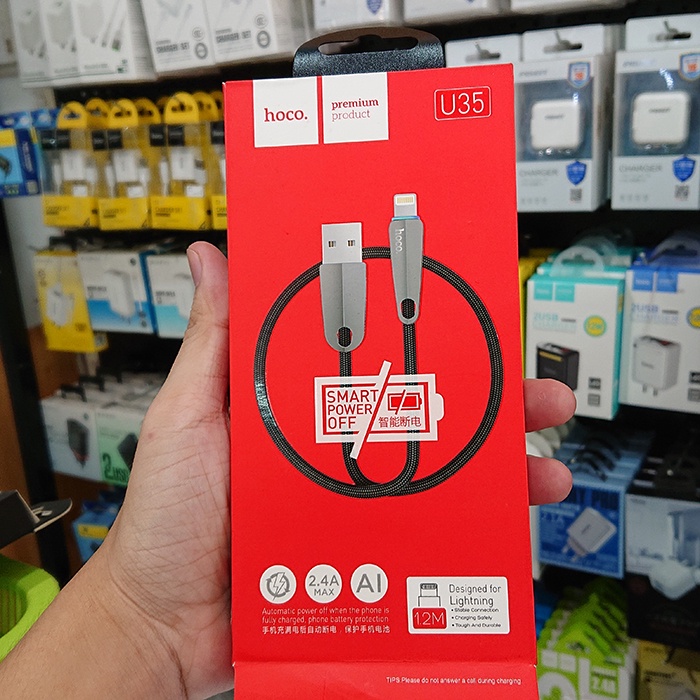 hoco.
premium
product
U35
hoco.
SMART
POWER
OFF
智能断电
2.4A
MAX
AI
Automatic power off when the phone is
fully charged, phone battery protection
手机充满电后自动断电，保护手机电池
1.2M
Designed for
Lightning
• Stable Connection
• Charging Safely
• Tough And Durable
TIPS Please do not answer a call during charging
CHARGER
CHARGER